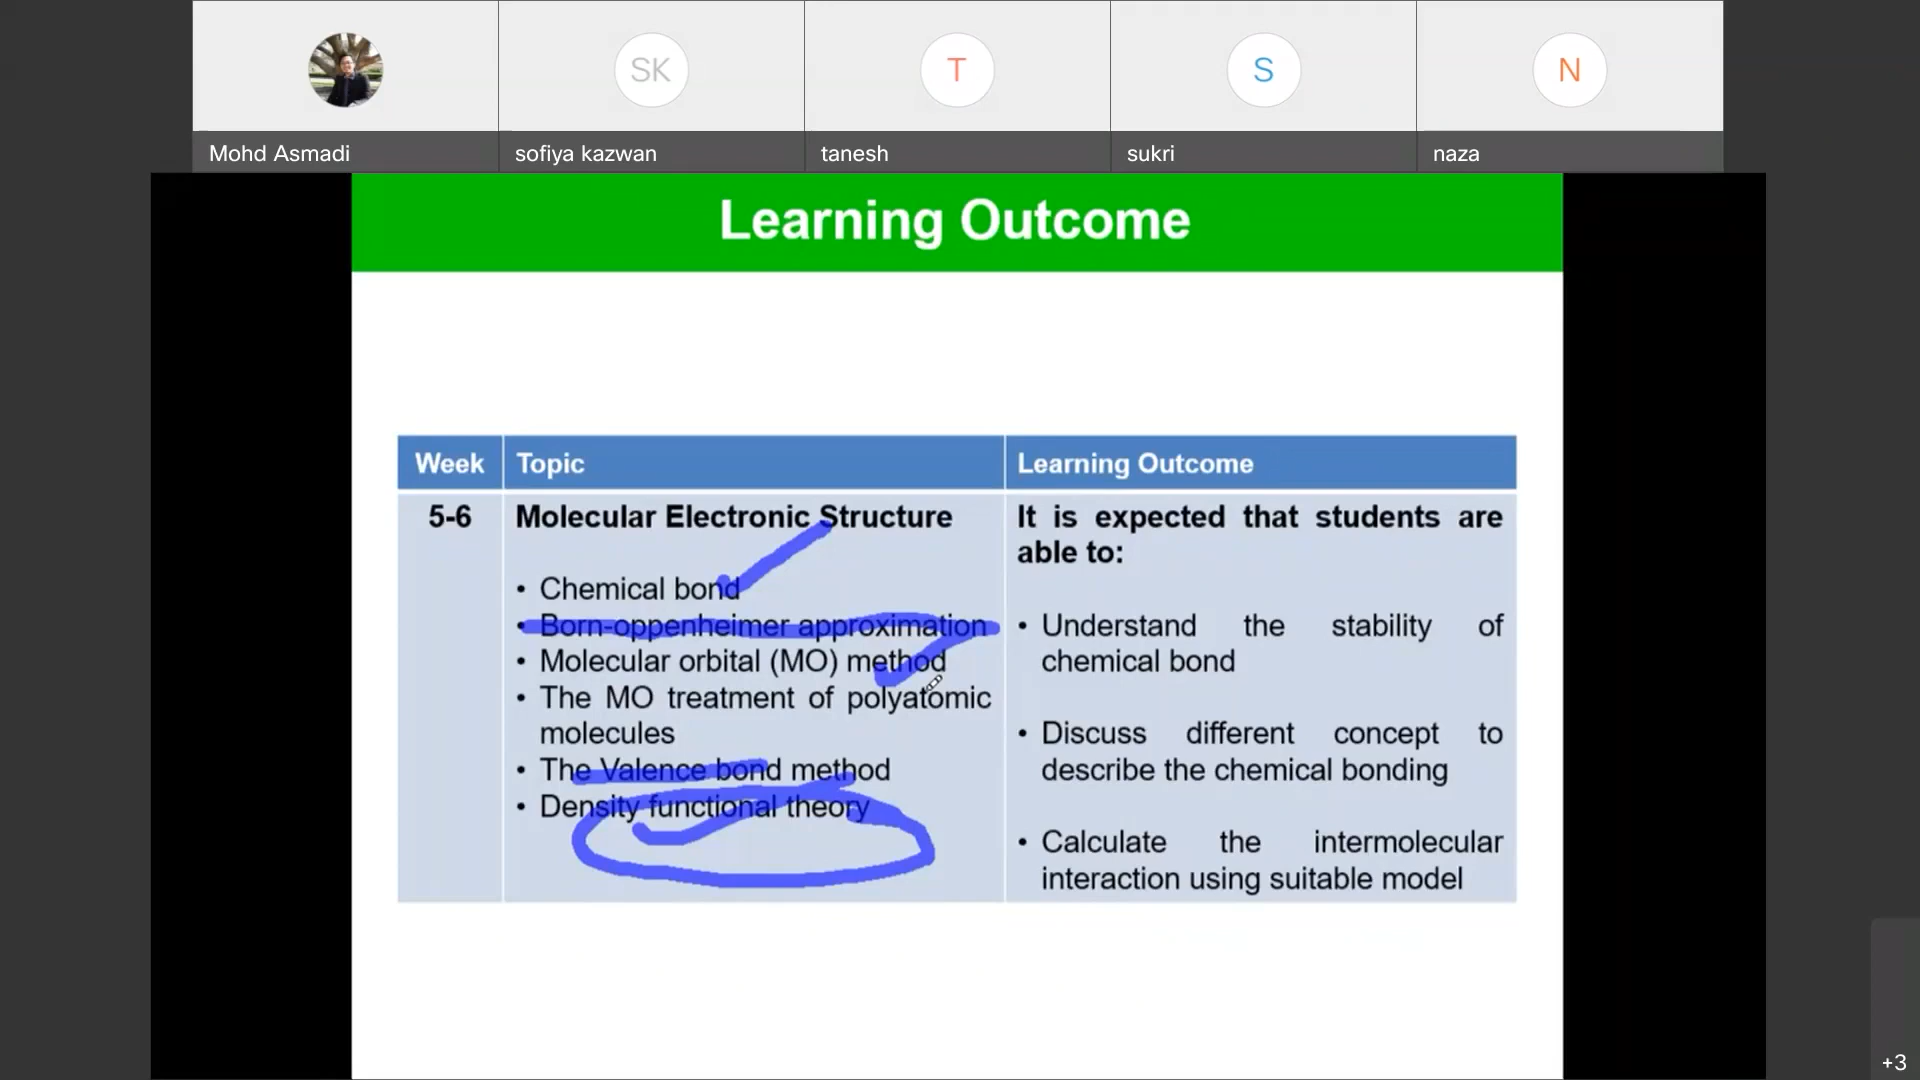 SK
T
S
N
Mohd Asmadi
sofiya kazwan
tanesh
sukri
naza
Learning Outcome
Week
Topic
Learning Outcome
5-6
Molecular Electronic Structure
• Chemical bond
• Born-oppenheimer approximation
• Molecular orbital (MO) method
• The MO treatment of polyatomic
molecules
• The Valence bond method
• Density functional theory
It is expected that students are
able to:
• Understand the stability of
chemical bond
• Discuss different concept to
describe the chemical bonding
• Calculate the intermolecular
interaction using suitable model
+3